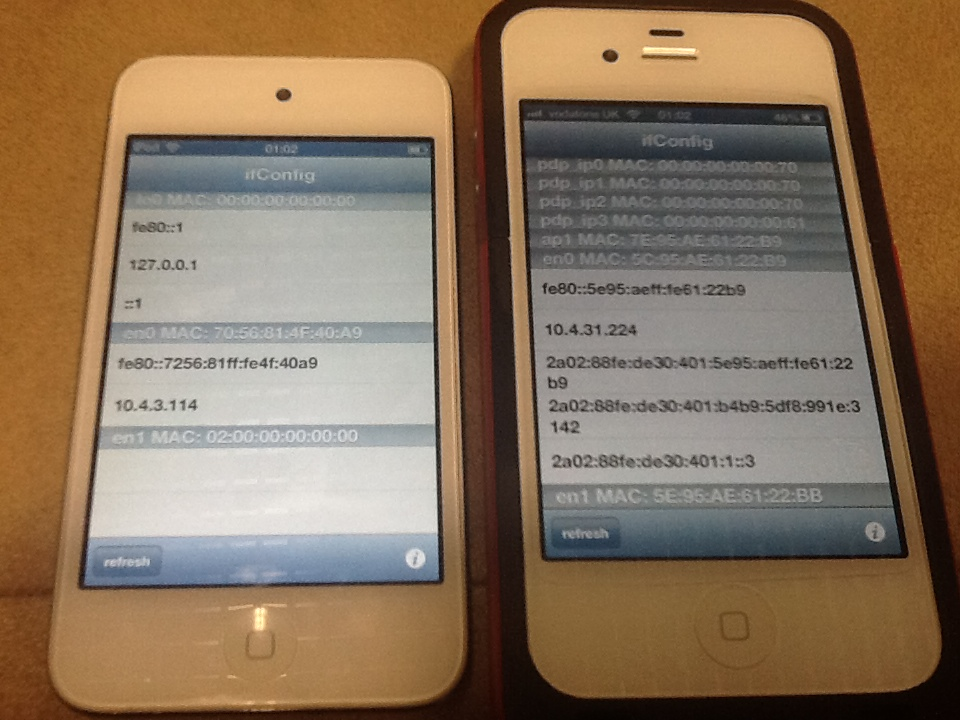 iPod 01:02
ifConfig
lo0 MAC: 00:00:00:00:00:00
fe80::1
127.0.0.1
::1
en0 MAC: 70:56:81:4F:40:A9
fe80::7256:81ff:fe4f:40a9
10.4.3.114
en1 MAC: 02:00:00:00:00:00
refresh
i
vodafone UK 01:02 46%
ifConfig
pdp_ip0 MAC: 00:00:00:00:00:70
pdp_ip1 MAC: 00:00:00:00:00:70
pdp_ip2 MAC: 00:00:00:00:00:70
pdp_ip3 MAC: 00:00:00:00:00:61
ap1 MAC: 7E:95:AE:61:22:B9
en0 MAC: 5C:95:AE:61:22:B9
fe80::5e95:aeff:fe61:22b9
10.4.31.224
2a02:88fe:de30:401:5e95:aeff:fe61:22
b9
2a02:88fe:de30:401:b4b9:5df8:991e:3
142
2a02:88fe:de30:401:1::3
en1 MAC: 5E:95:AE:61:22:BB
refresh
i